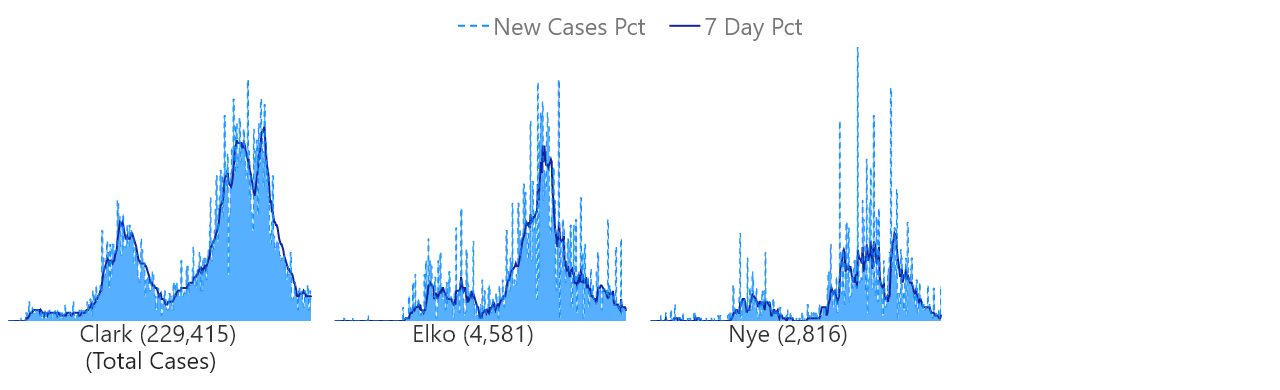 New Cases Pct 7 Day Pct
Clark (229,415) Elko (4,581) Nye (2,816)
(Total Cases)